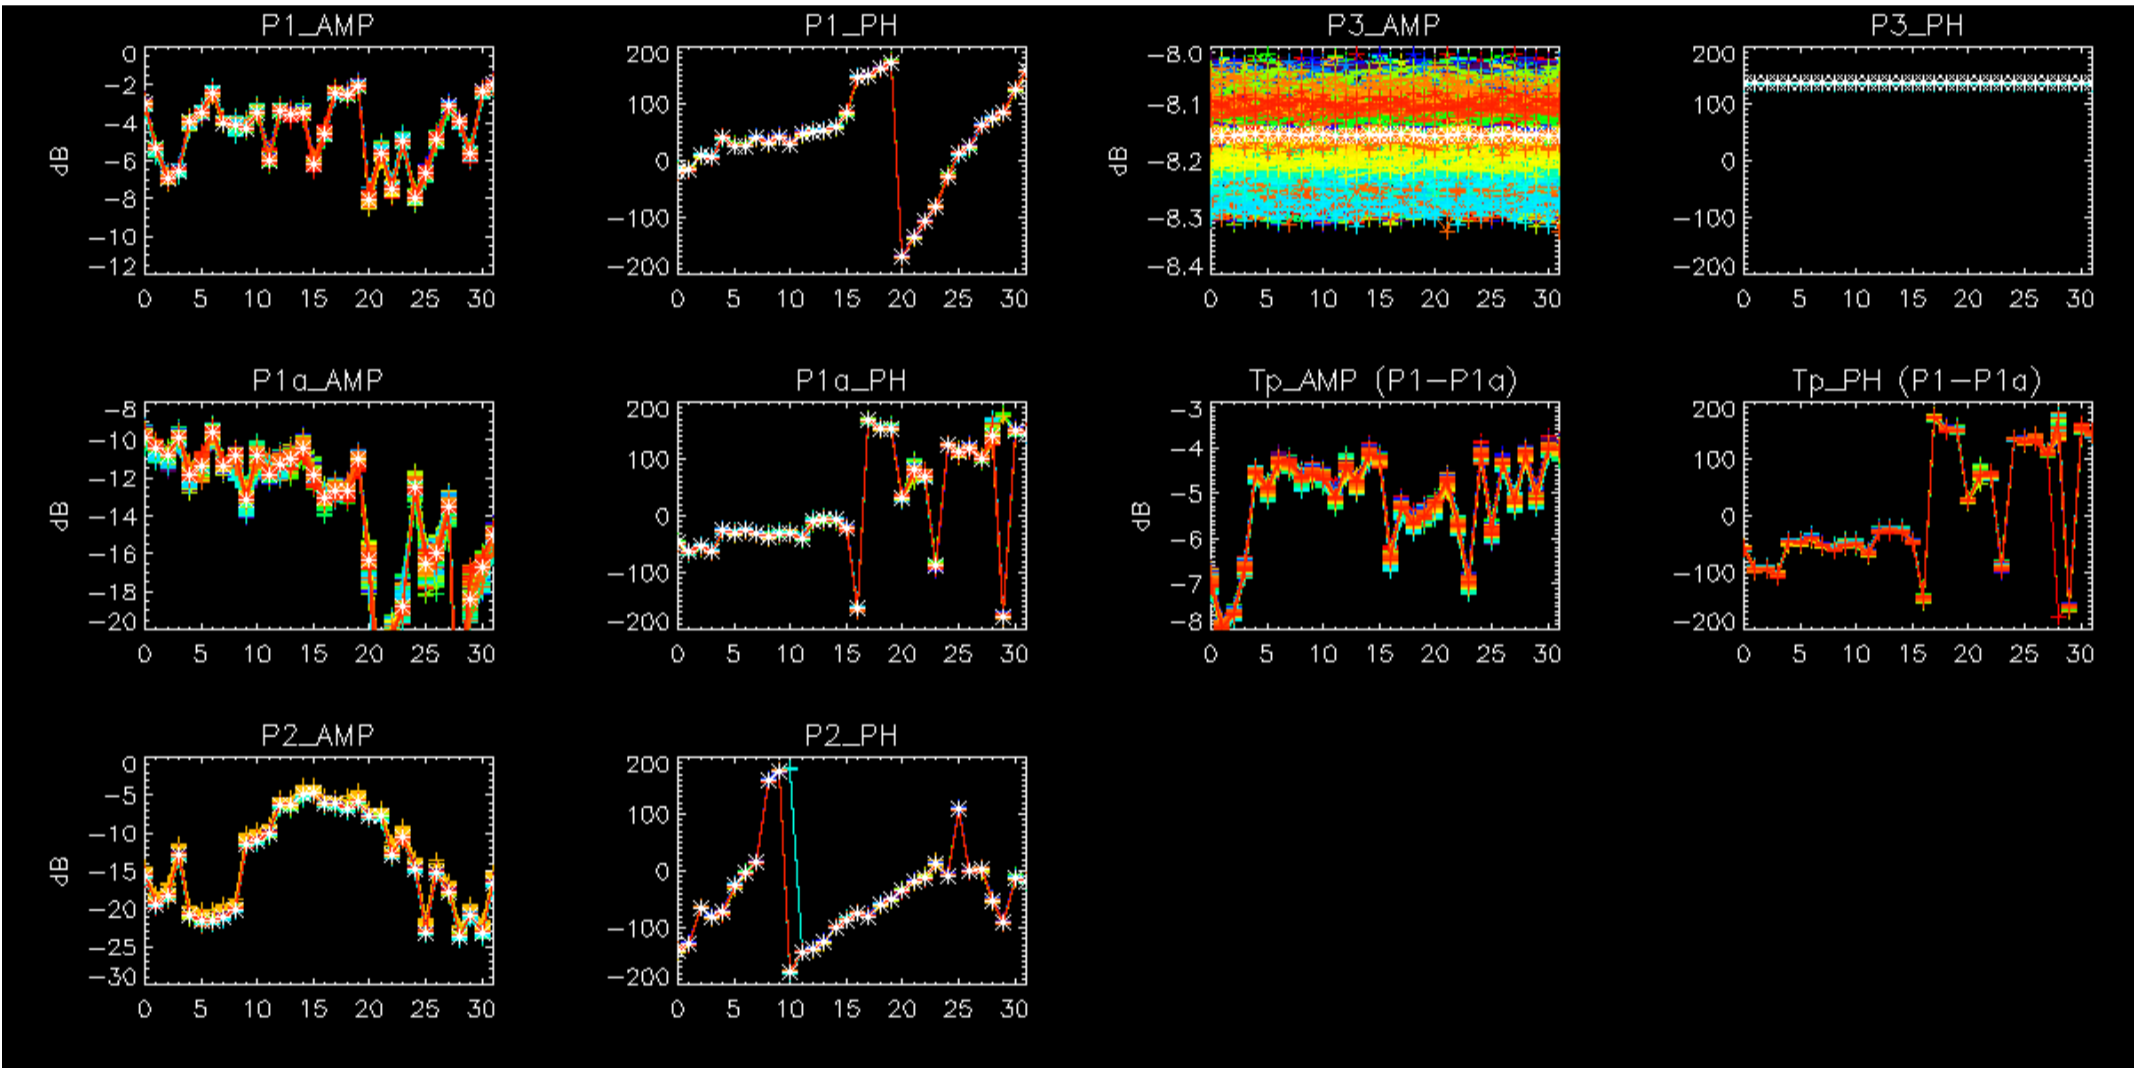 P1_AMP P1_PH P3_AMP P3_PH
0 200 -8.0 200
-2 100 -8.1 100
-4 0 -8.2 0
-6 -100 -8.3 -100
-8 -200 -8.4 -200
-10
-12
dB dB
0 5 10 15 20 25 30 0 5 10 15 20 25 30 0 5 10 15 20 25 30 0 5 10 15 20 25 30
P1a_AMP P1a_PH Tp_AMP (P1-P1a) Tp_PH (P1-P1a)
-8 200 -3 200
-10 100 -4 100
-12 0 -5 0
-14 -100 -6 -100
-16 -200 -7 -200
-18 -8
-20
dB dB
0 5 10 15 20 25 30 0 5 10 15 20 25 30 0 5 10 15 20 25 30 0 5 10 15 20 25 30
P2_AMP P2_PH
0 200
-5 100
-10 0
-15 -100
-20 -200
-25
-30
dB
0 5 10 15 20 25 30 0 5 10 15 20 25 30